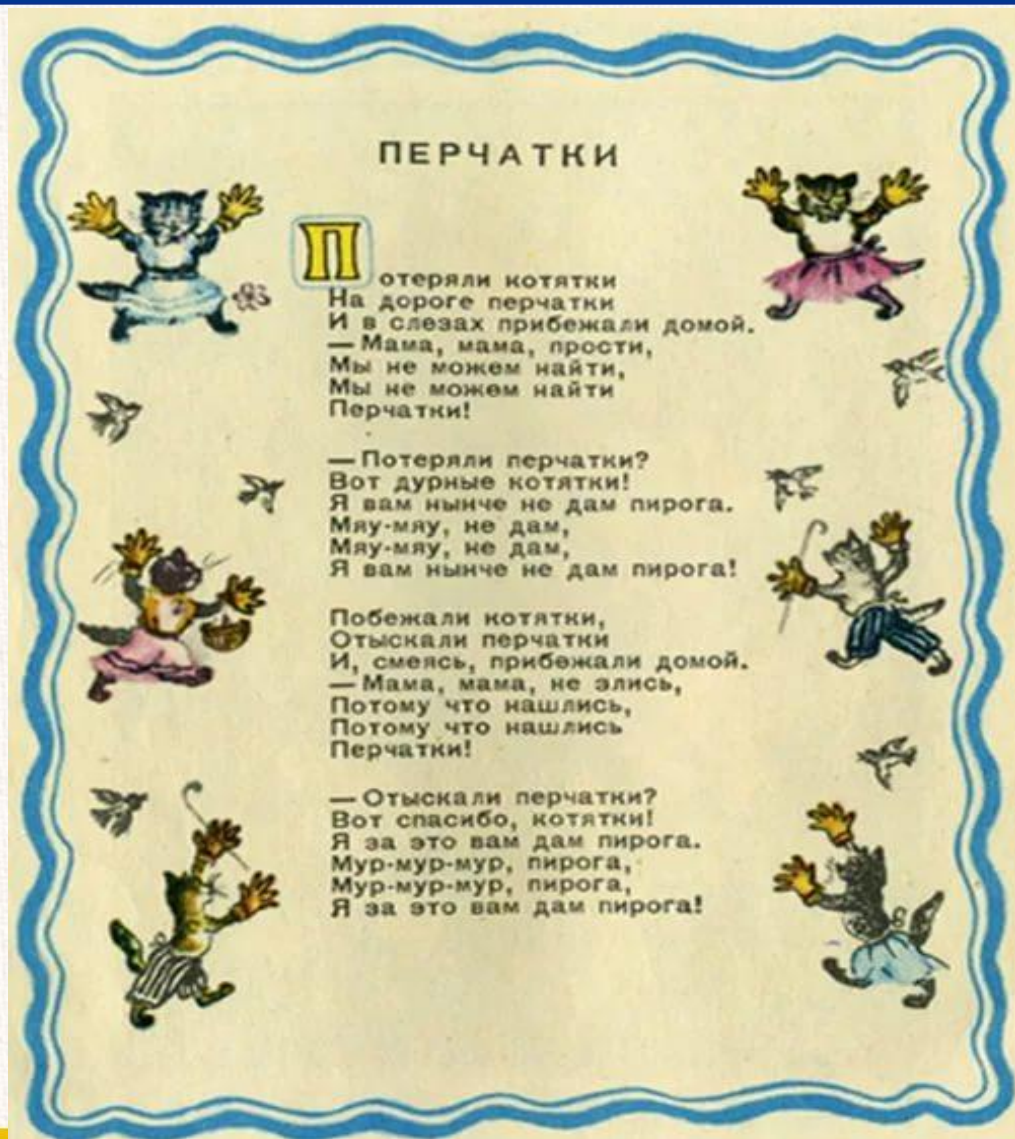 ПЕРЧАТКИ
Потеряли котятки
На дороге перчатки
И в слезах прибежали домой.
— Мама, мама, прости,
Мы не можем найти,
Мы не можем найти
Перчатки!
— Потеряли перчатки?
Вот дурные котятки!
Я вам нынче не дам пирога.
Мяу-мяу, не дам,
Мяу-мяу, не дам,
Я вам нынче не дам пирога!
Побежали котятки,
Отыскали перчатки
И, смеясь, прибежали домой.
— Мама, мама, не злись,
Потому что нашлись,
Потому что нашлись
Перчатки!
— Отыскали перчатки?
Вот спасибо, котятки!
Я за это вам дам пирога.
Мур-мур-мур, пирога,
Мур-мур-мур, пирога,
Я за это вам дам пирога!